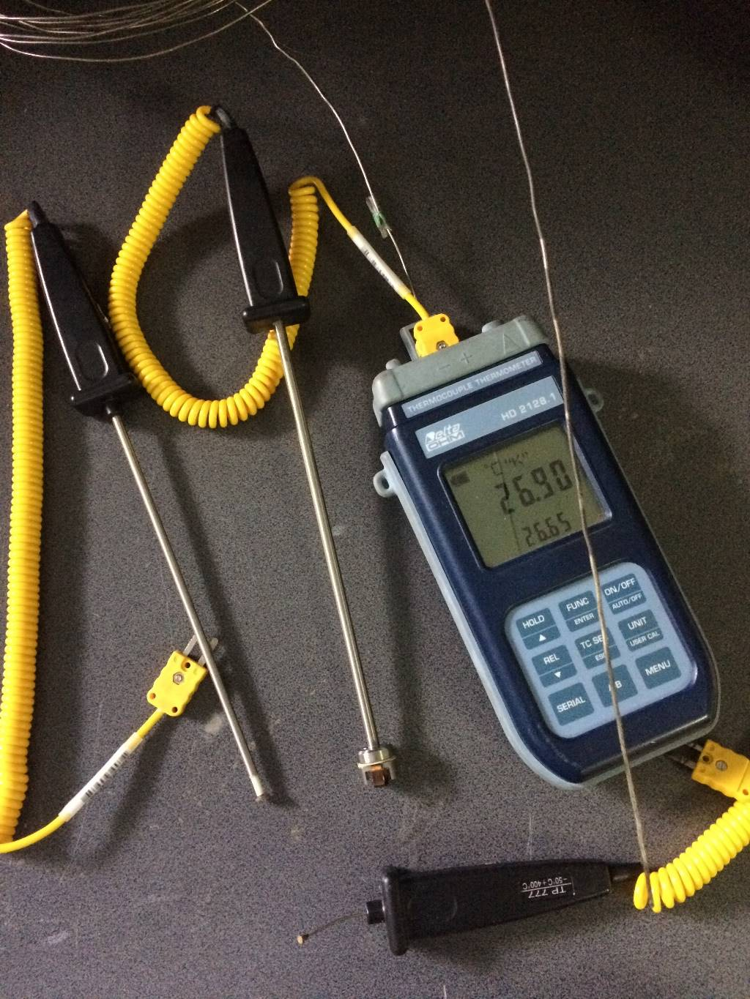 − +
THERMOCOUPLE THERMOMETER
HD 2128.1
Delta
OHM
°C
26.90
26.65
HOLD
▲
FUNC
ENTER
ON/OFF
AUTO/OFF
REL
▼
TC
UNIT
USER CAL
SERIAL
MENU
TP 777
−50°C+400°C